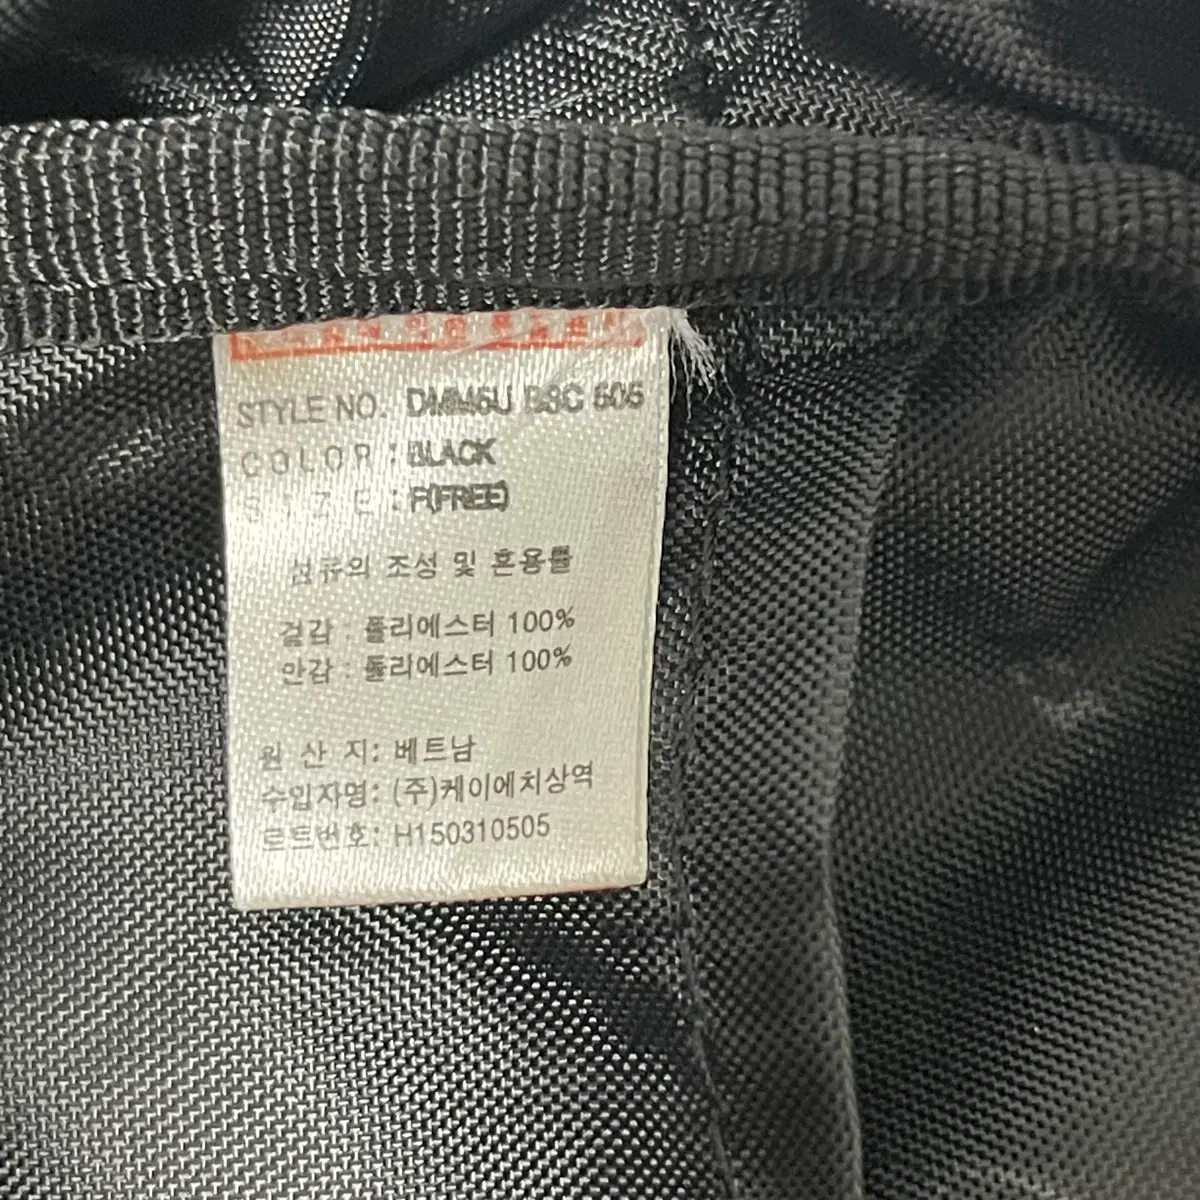 STYLE NO. DMM5U BSC 505
COLOR : BLACK
SIZE : F(FREE)
섬유의 조성 및 혼용률
겉감 : 폴리에스터 100%
안감 : 폴리에스터 100%
원 산 지: 베트남
수입자명: (주)케이에치상역
로트번호: H150310505